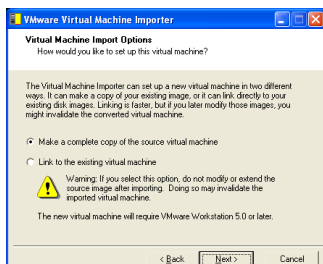 VMware Virtual Machine Importer
Virtual Machine Import Options
How would you like to set up this virtual machine?
The Virtual Machine Importer can set up a new virtual machine in two different
ways. It can make a copy of your existing image, or it can link directly to your
existing disk images. Linking is faster, but if you later modify those images, you
might invalidate the converted virtual machine.
Make a complete copy of the source virtual machine
Link to the existing virtual machine
Warning: If you select this option, do not modify or extend the
source image after importing. Doing so may invalidate the
imported virtual machine.
The new virtual machine will require VMware Workstation 5.0 or later.
< Back
Next >
Cancel